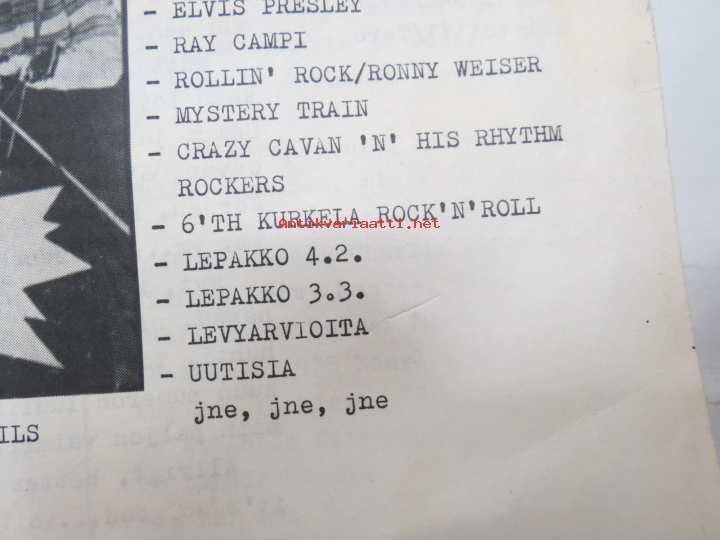 - ELVIS PRESLEY
- RAY CAMPI
- ROLLIN' ROCK/RONNY WEISER
- MYSTERY TRAIN
- CRAZY CAVAN 'N' HIS RHYTHM
ROCKERS
- 6'TH KURKELA ROCK'N'ROLL
Antikvariaatti.net
- LEPAKKO 4.2.
- LEPAKKO 3.3.
- LEVYARVIOITA
- UUTISIA
jne, jne, jne
ILS